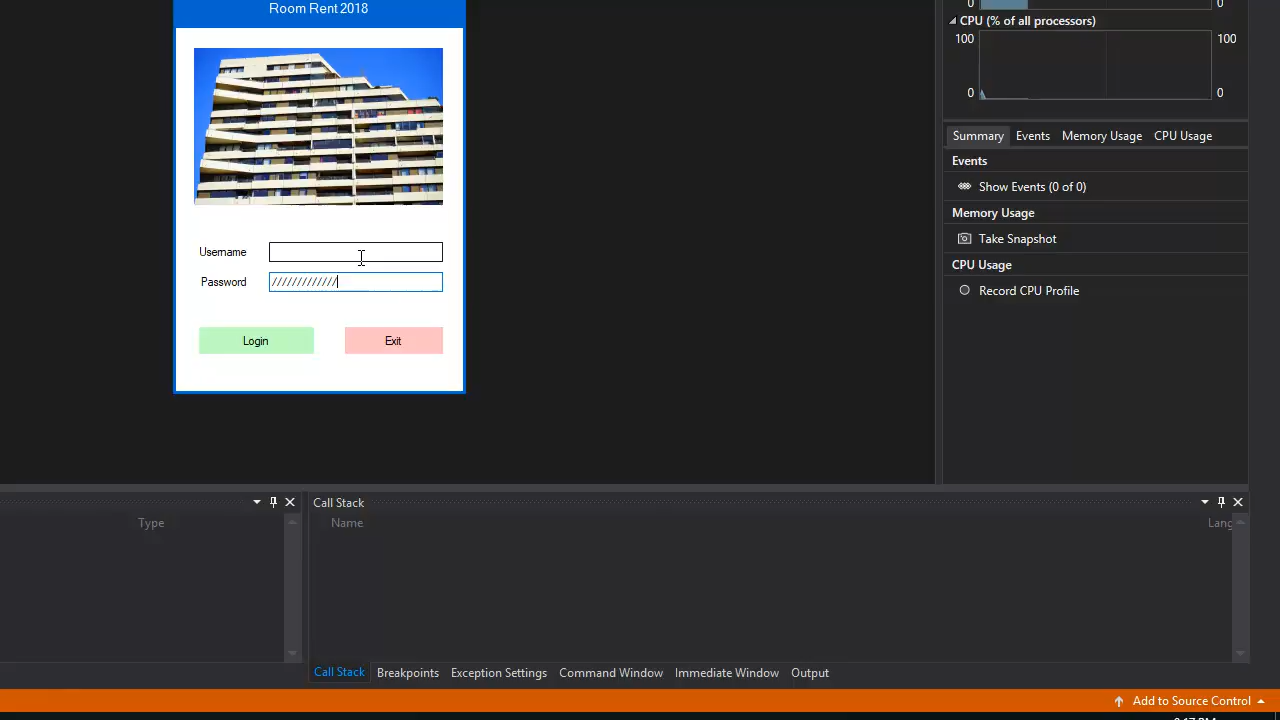 Room Rent 2018
Username
Password /////////////
Login Exit
0 0
CPU (% of all processors)
100 100
0 0
Summary Events Memory Usage CPU Usage
Events
Show Events (0 of 0)
Memory Usage
Take Snapshot
CPU Usage
Record CPU Profile
Type
Call Stack
Name Lang
Call Stack Breakpoints Exception Settings Command Window Immediate Window Output
Add to Source Control